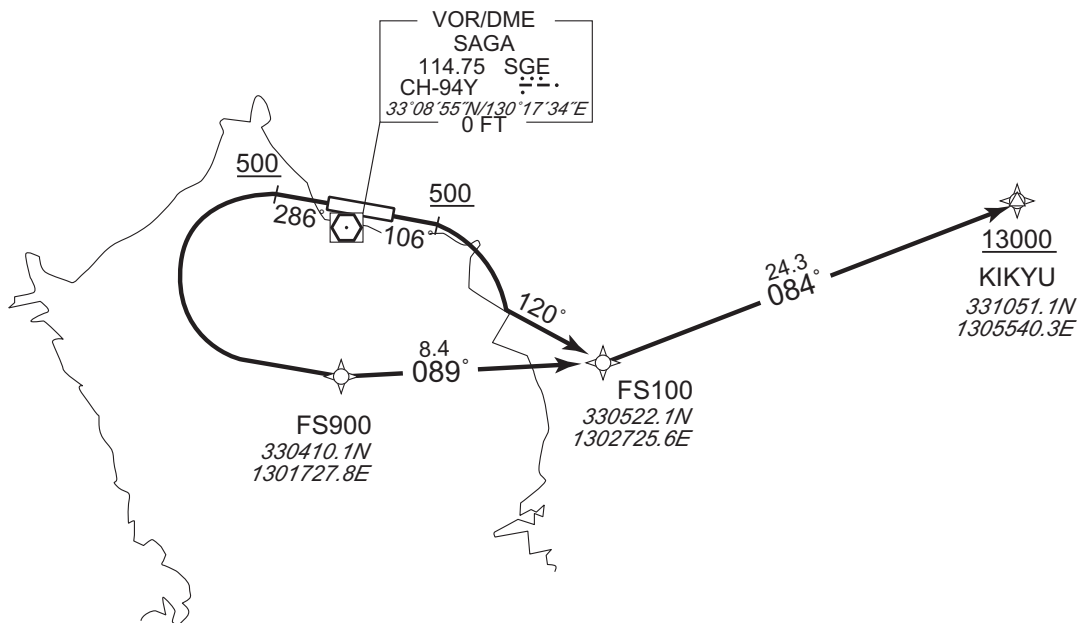 VOR/DME
SAGA
114.75 SGE
CH-94Y
33°08´55˝N/130°17´34˝E
0 FT
500
500
286°
106°
13000
KIKYU
331051.1N
1305540.3E
24.3
084°
120°
8.4
089°
FS100
330522.1N
1302725.6E
FS900
330410.1N
1301727.8E